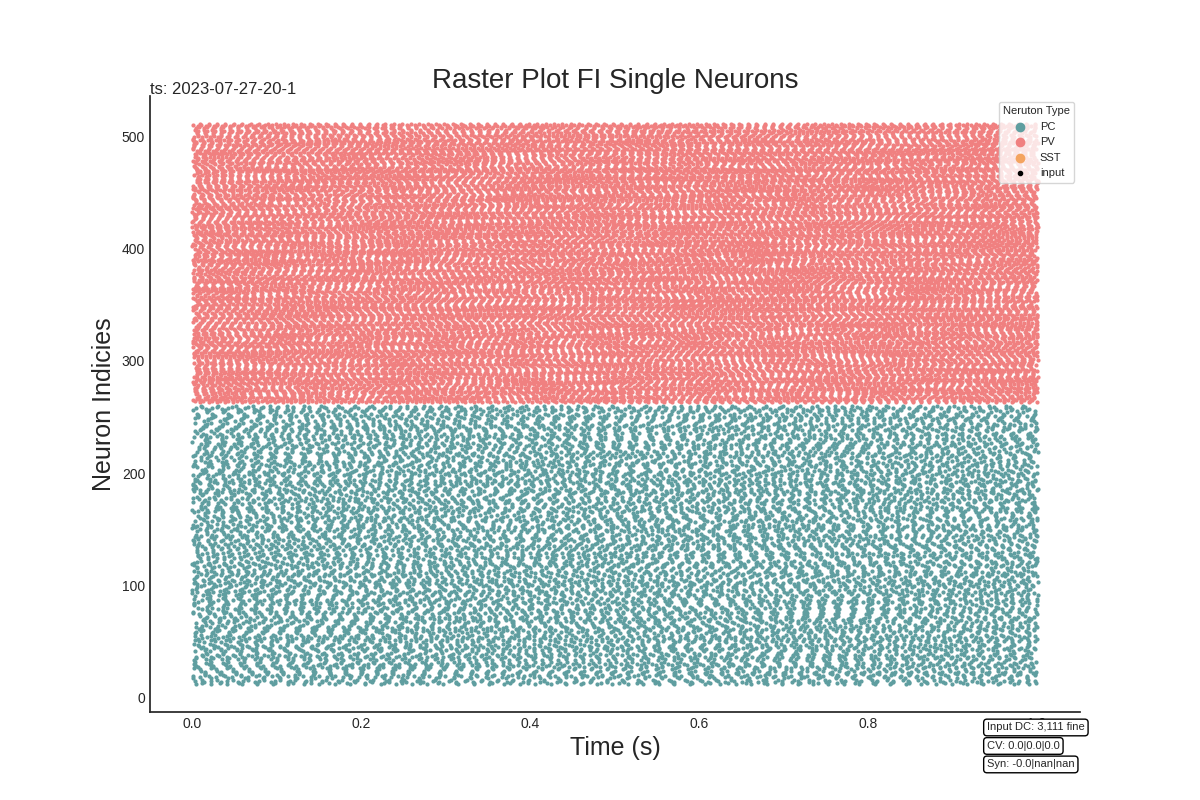 Raster Plot FI Single Neurons
ts: 2023-07-27-20-1
Neruton Type
PC
PV
SST
input
500
400
300
200
100
0
Neuron Indicies
0.0 0.2 0.4 0.6 0.8
Time (s)
Input DC: 3,111 fine
CV: 0.0|0.0|0.0
Syn: -0.0|nan|nan